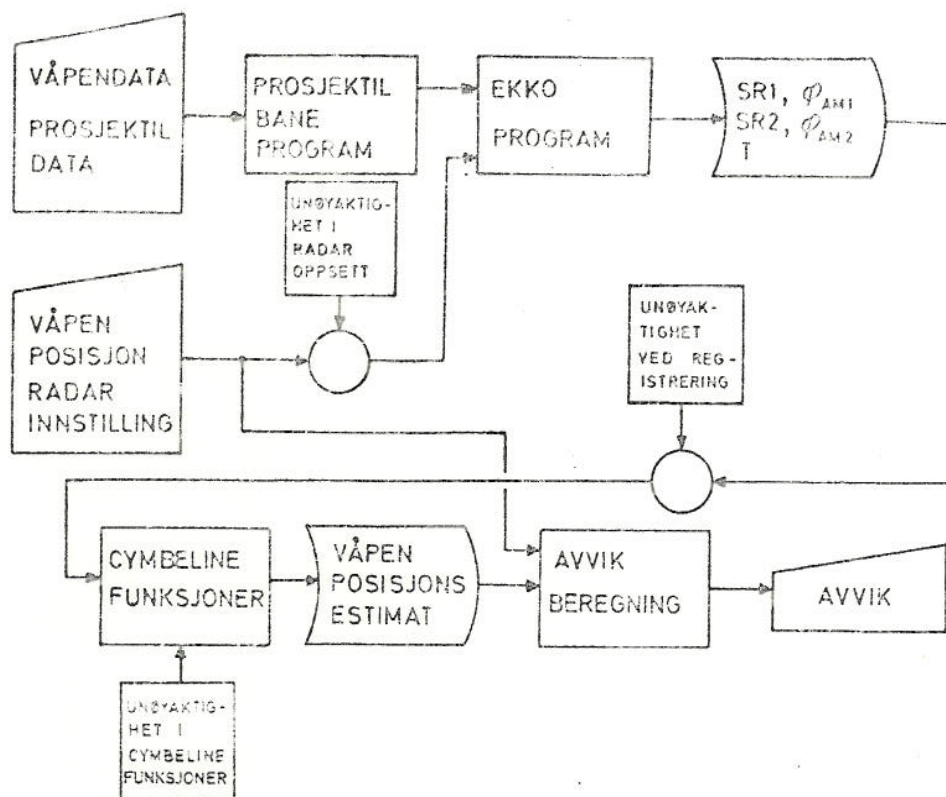 VÅPENDATA
PROSJEKTIL
DATA
PROSJEKTIL
BANE
PROGRAM
EKKO
PROGRAM
SR1, φAM1
SR2, φAM2
T
UNØYAKTIG-
HET I
RADAR
OPPSETT
VÅPEN
POSISJON
RADAR
INNSTILLING
UNØYAK-
TIGHET
VED REG-
ISTRERING
CYMBELINE
FUNKSJONER
VÅPEN
POSISJONS
ESTIMAT
AVVIK
BEREGNING
AVVIK
UNØYAKTIG-
HET I
CYMBELINE
FUNKSJONER